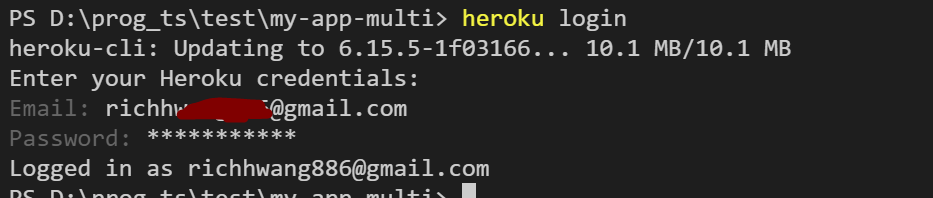 PS D:\prog_ts\test\my-app-multi> heroku login
heroku-cli: Updating to 6.15.5-1f03166... 10.1 MB/10.1 MB
Enter your Heroku credentials:
Email: richhw @gmail.com
Password: ***********
Logged in as richhwang886@gmail.com
PS D:\prog_ts\test\my-app-multi>